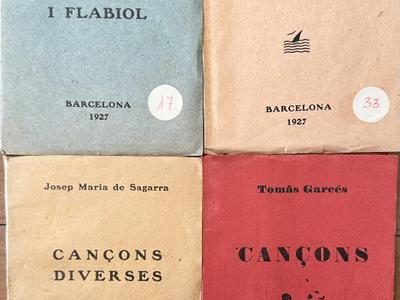 I FLABIOL
BARCELONA
1927
17
BARCELONA
1927
33
Josep Maria de Sagarra
CANÇONS
DIVERSES
Tomàs Garcés
CANÇONS